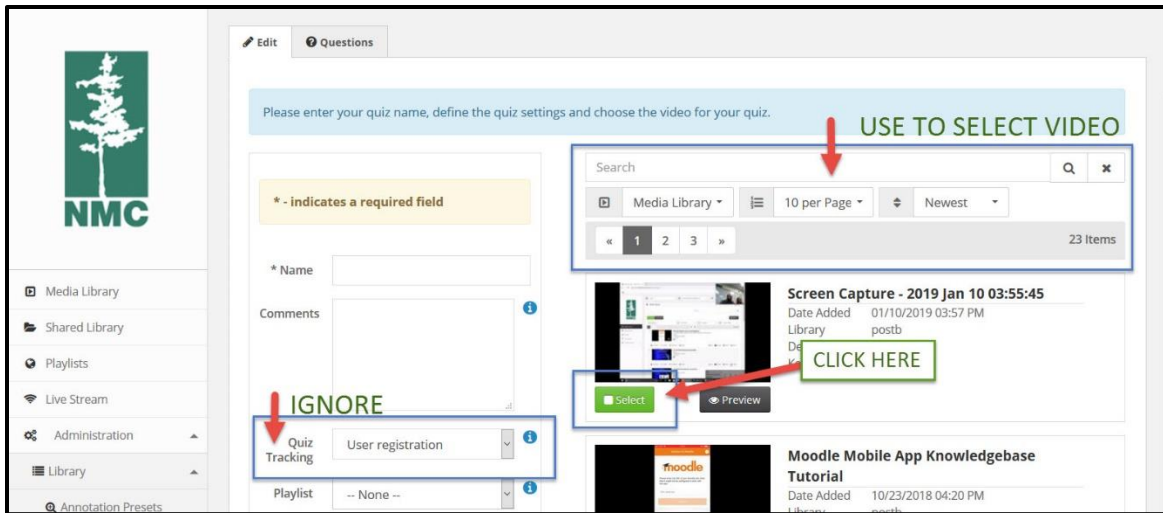 Edit
Questions
Please enter your quiz name, define the quiz settings and choose the video for your quiz.
USE TO SELECT VIDEO
NMC
Media Library
Shared Library
Playlists
Live Stream
Administration
Library
Annotation Presets
* - indicates a required field
* Name
Comments
IGNORE
Quiz Tracking
User registration
Playlist
-- None --
Search
Media Library
10 per Page
Newest
« 1 2 3 »
23 Items
Screen Capture - 2019 Jan 10 03:55:45
Date Added 01/10/2019 03:57 PM
Library postb
De
CLICK HERE
Select
Preview
moodle
Moodle Mobile App Knowledgebase
Tutorial
Date Added 10/23/2018 04:20 PM
Library postb